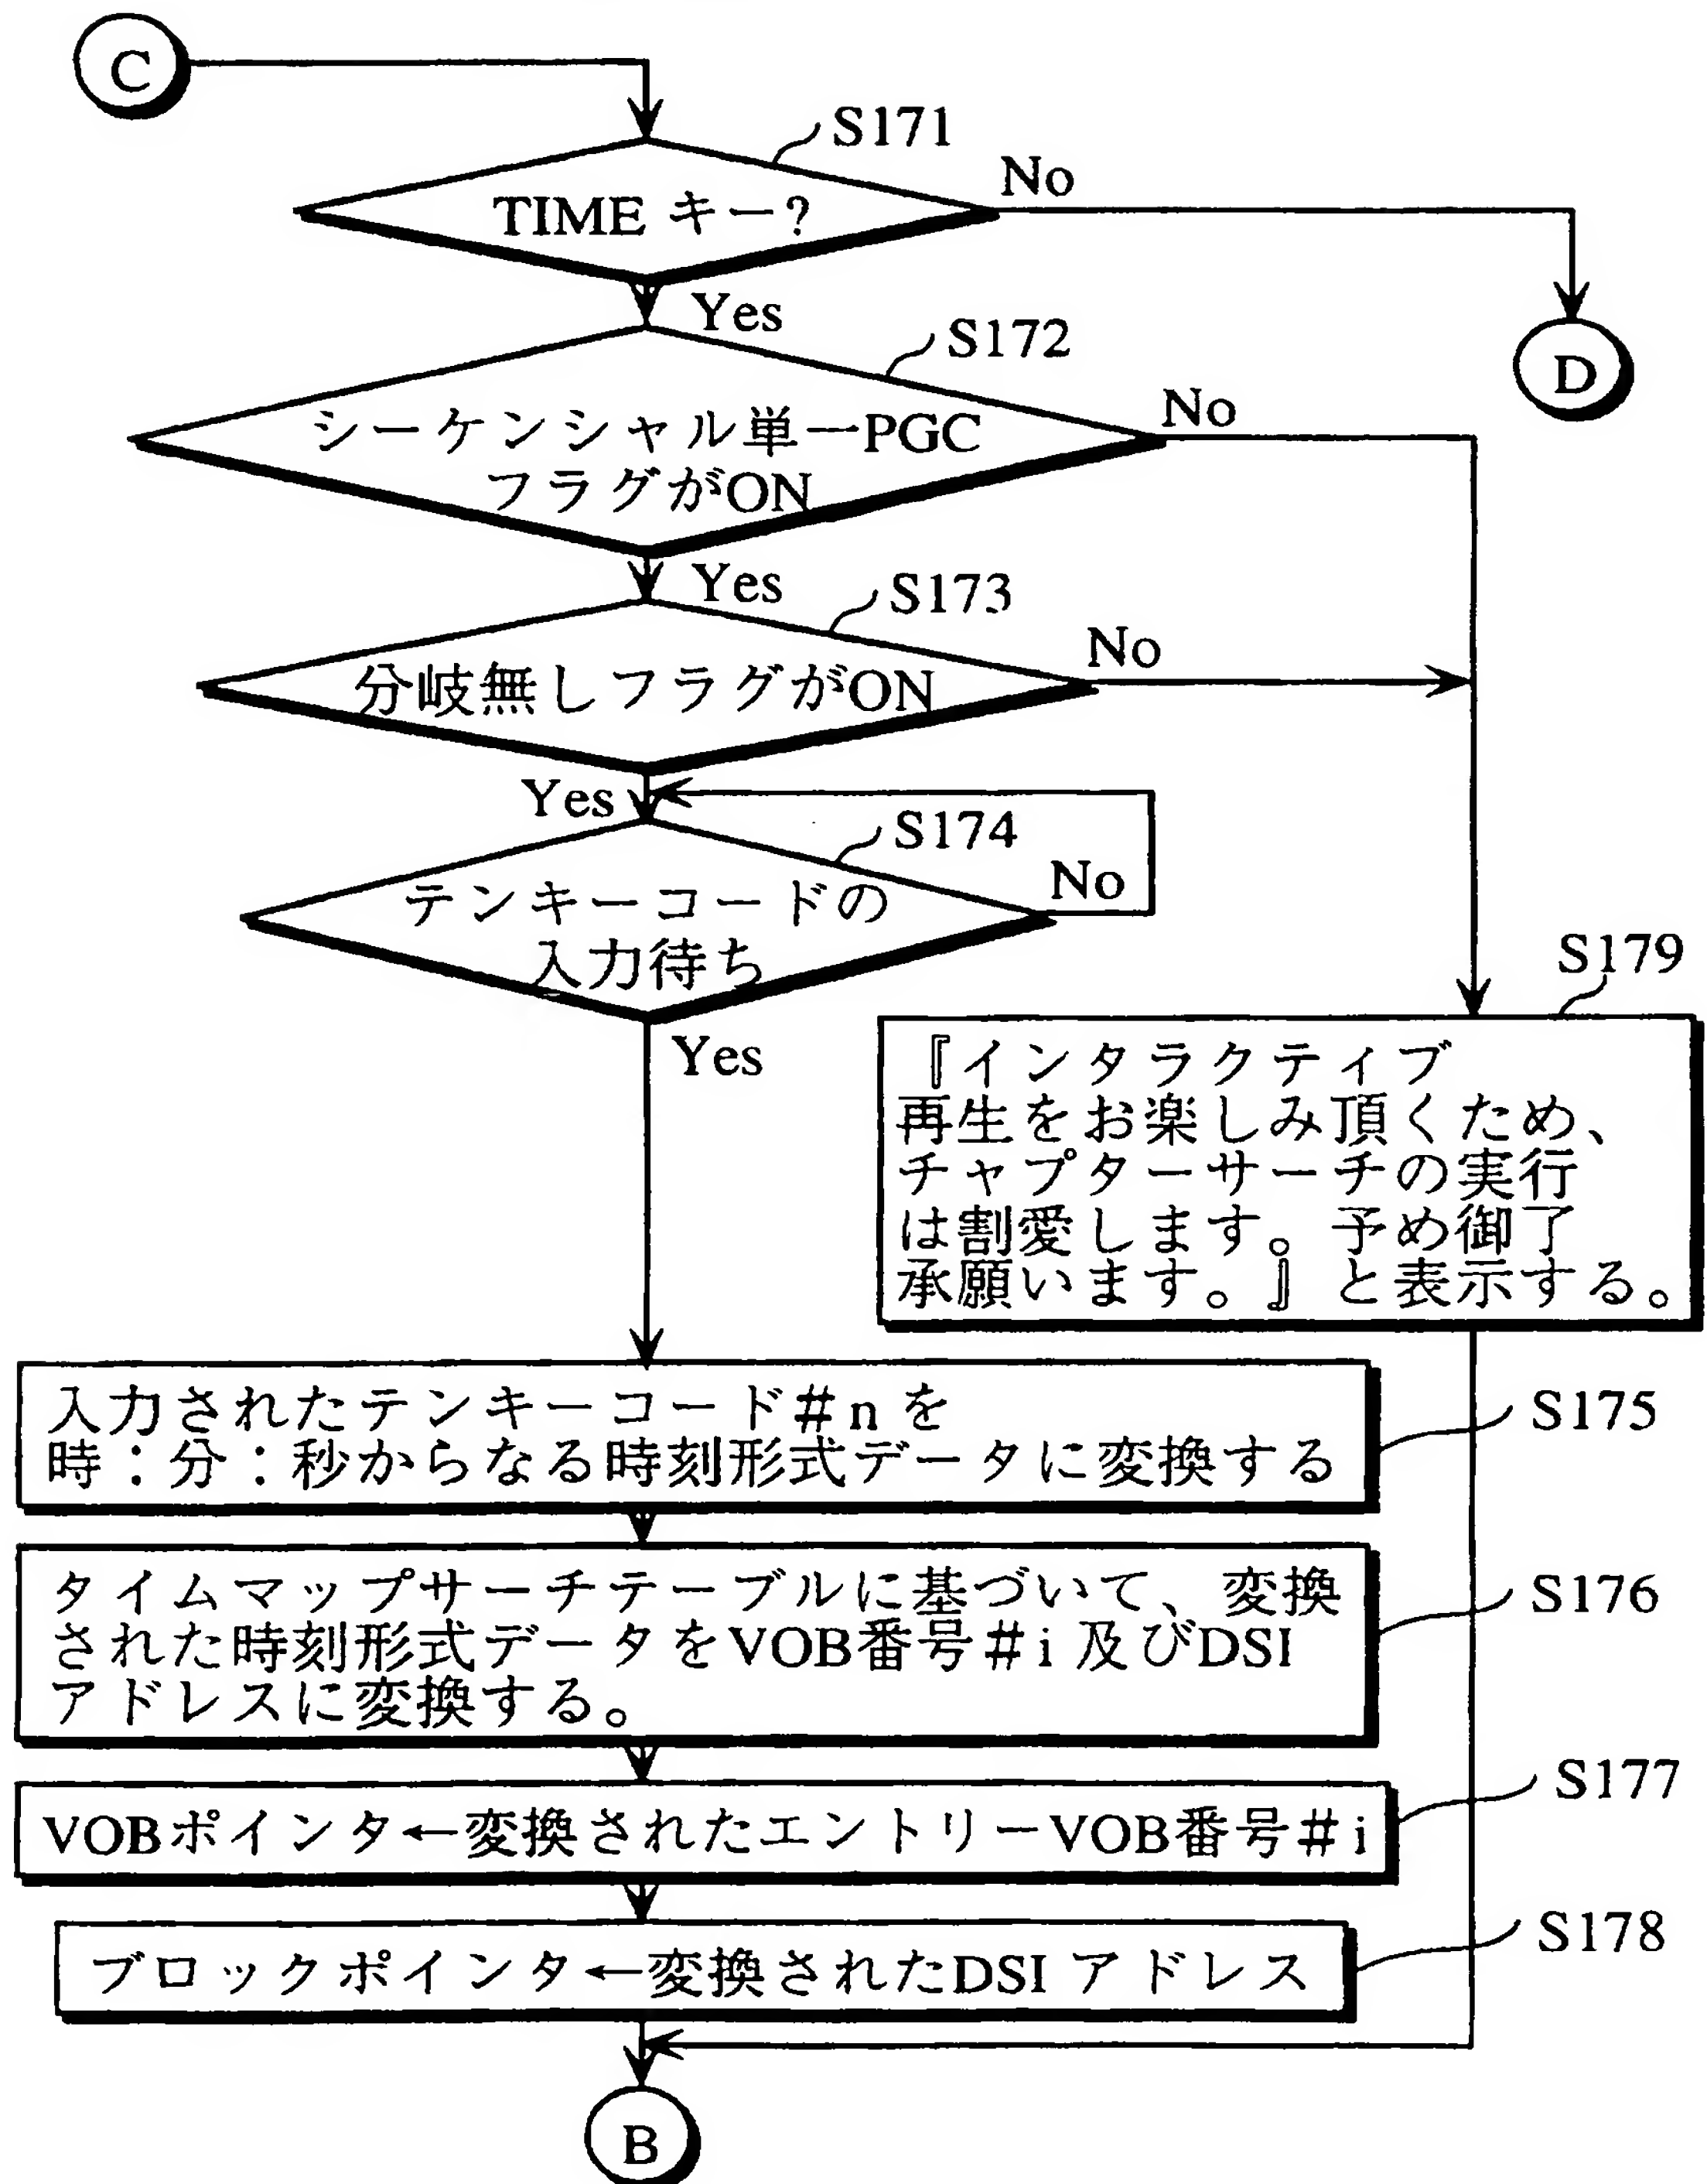 C
S171
TIME キー?
No
Yes
D
S172
シーケンシャル単一PGC
フラグがON
No
Yes
S173
分岐無しフラグがON
No
Yes
S174
テンキーコードの
入力待ち
No
Yes
S179
『インタラクティブ
再生をお楽しみ頂くため、
チャプターサーチの実行
は割愛します。予め御了
承願います。』と表示する。
入力されたテンキーコード#nを
時:分:秒からなる時刻形式データに変換する
S175
タイムマップサーチテーブルに基づいて、変換
された時刻形式データをVOB番号#i 及びDSI
アドレスに変換する。
S176
VOBポインタ←変換されたエントリーVOB番号#i
S177
ブロックポインタ←変換されたDSI アドレス
S178
B